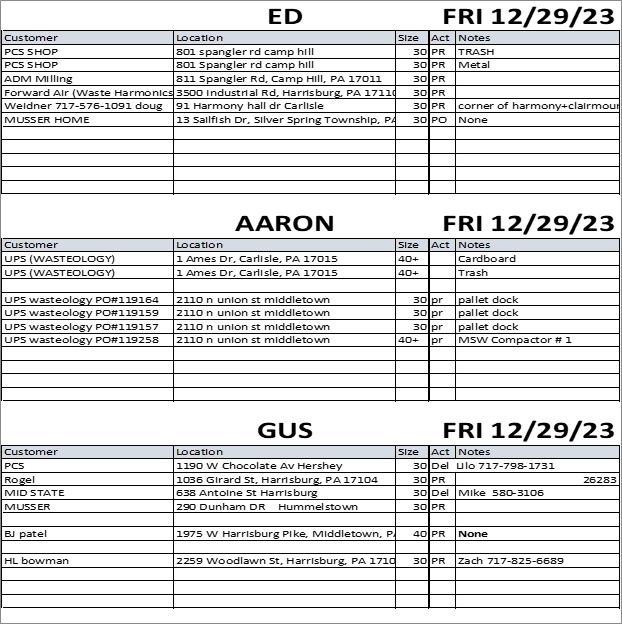 ED FRI 12/29/23
Customer Location Size Act Notes
PCS SHOP 801 spangler rd camp hill 30 PR TRASH
PCS SHOP 801 spangler rd camp hill 30 PR Metal
ADM Milling 811 Spangler Rd, Camp Hill, PA 17011 30 PR
Forward Air (Waste Harmonics 3500 Industrial Rd, Harrisburg, PA 17110 30 PR
Weidner 717-576-1091 doug 91 Harmony hall dr Carlisle 30 PR corner of harmony+clairmour
MUSSER HOME 13 Sailfish Dr, Silver Spring Township, PA 30 PO None
AARON FRI 12/29/23
Customer Location Size Act Notes
UPS (WASTEOLOGY) 1 Ames Dr, Carlisle, PA 17015 40+ Cardboard
UPS (WASTEOLOGY) 1 Ames Dr, Carlisle, PA 17015 40+ Trash
UPS wasteology PO#119164 2110 n union st middletown 30 pr pallet dock
UPS wasteology PO#119159 2110 n union st middletown 30 pr pallet dock
UPS wasteology PO#119157 2110 n union st middletown 30 pr pallet dock
UPS wasteology PO#119258 2110 n union st middletown 40+ pr MSW Compactor # 1
GUS FRI 12/29/23
Customer Location Size Act Notes
PCS 1190 W Chocolate Av Hershey 30 Del Lilo 717-798-1731
Rogel 1036 Girard St, Harrisburg, PA 17104 30 PR 26283
MID STATE 638 Antoine St Harrisburg 30 Del Mike 580-3106
MUSSER 290 Dunham DR Hummelstown 30 PR
BJ patel 1975 W Harrisburg Pike, Middletown, PA 40 PR None
HL bowman 2259 Woodlawn St, Harrisburg, PA 1710 30 PR Zach 717-825-6689